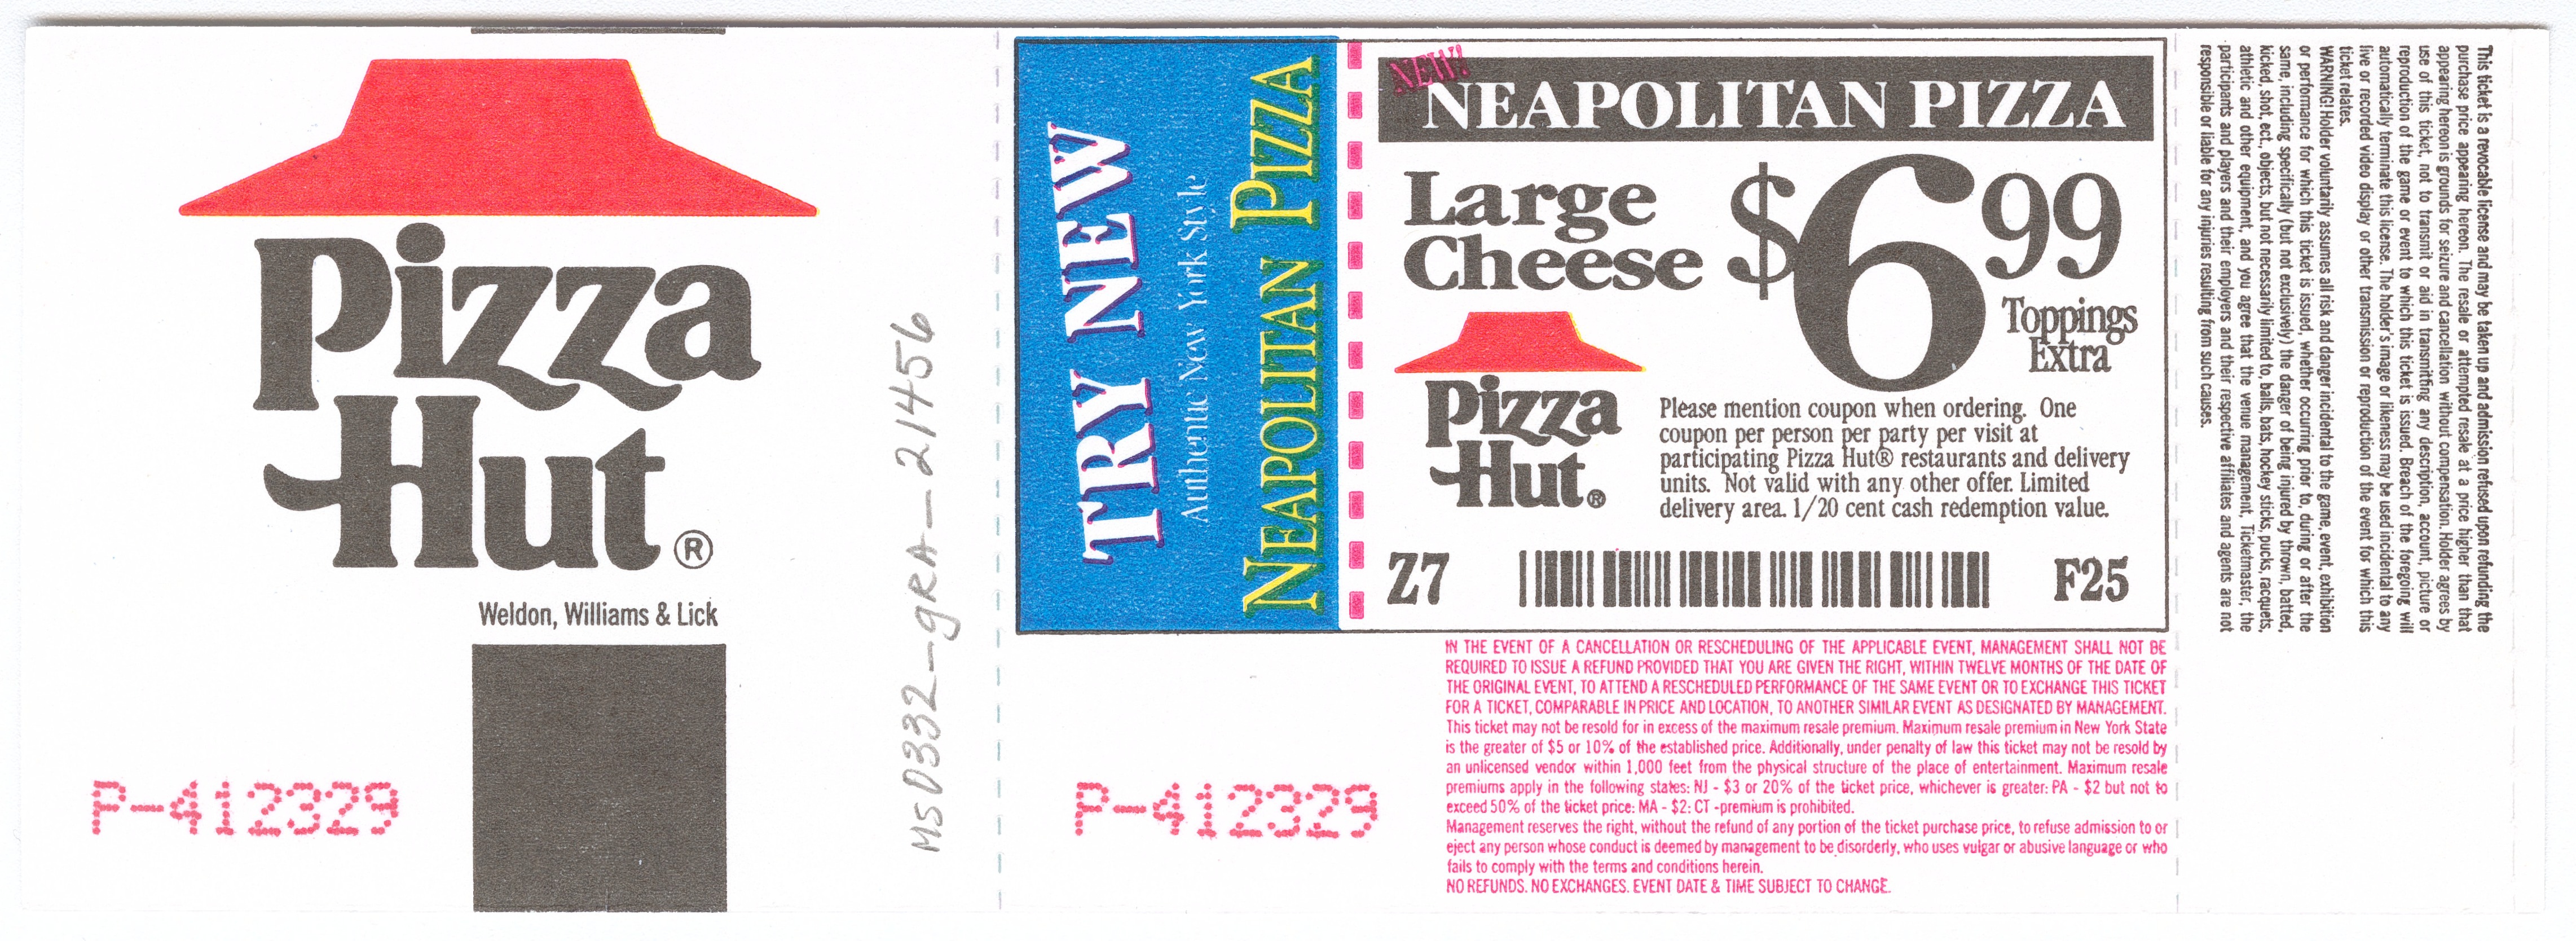 Pizza
Hut®
Weldon, Williams & Lick
P-412329
MSD332-gRA-21456
TRY NEW
Authentic New York Style
NEAPOLITAN PIZZA
NEW!
NEAPOLITAN PIZZA
Large
Cheese
$6 99
Toppings
Extra
Pizza
Hut®
Please mention coupon when ordering. One
coupon per person per party per visit at
participating Pizza Hut® restaurants and delivery
units. Not valid with any other offer. Limited
delivery area. 1/20 cent cash redemption value.
Z7
F25
P-412329
IN THE EVENT OF A CANCELLATION OR RESCHEDULING OF THE APPLICABLE EVENT, MANAGEMENT SHALL NOT BE
REQUIRED TO ISSUE A REFUND PROVIDED THAT YOU ARE GIVEN THE RIGHT, WITHIN TWELVE MONTHS OF THE DATE OF
THE ORIGINAL EVENT, TO ATTEND A RESCHEDULED PERFORMANCE OF THE SAME EVENT OR TO EXCHANGE THIS TICKET
FOR A TICKET, COMPARABLE IN PRICE AND LOCATION, TO ANOTHER SIMILAR EVENT AS DESIGNATED BY MANAGEMENT.
This ticket may not be resold for in excess of the maximum resale premium. Maximum resale premium in New York State
is the greater of $5 or 10% of the established price. Additionally, under penalty of law this ticket may not be resold by
an unlicensed vendor within 1,000 feet from the physical structure of the place of entertainment. Maximum resale
premiums apply in the following states: NJ - $3 or 20% of the ticket price, whichever is greater: PA - $2 but not to
exceed 50% of the ticket price: MA - $2: CT -premium is prohibited.
Management reserves the right, without the refund of any portion of the ticket purchase price, to refuse admission to or
eject any person whose conduct is deemed by management to be disorderly, who uses vulgar or abusive language or who
fails to comply with the terms and conditions herein.
NO REFUNDS. NO EXCHANGES. EVENT DATE & TIME SUBJECT TO CHANGE.
This ticket is a revocable license and may be taken up and admission refused upon refunding the
purchase price appearing hereon. The resale or attempted resale at a price higher than that
appearing hereon is grounds for seizure and cancellation without compensation. Holder agrees by
use of this ticket, not to transmit or aid in transmitting any description, account, picture or
reproduction of the game or event to which this ticket is issued. Breach of the foregoing will
automatically terminate this license. The holder's image or likeness may be used incidental to any
live or recorded video display or other transmission or reproduction of the event for which this
ticket relates.
WARNING! Holder voluntarily assumes all risk and danger incidental to the game, event, exhibition
or performance for which this ticket is issued, whether occurring prior to, during or after the
same, including specifically (but not exclusively) the danger of being injured by thrown, batted,
kicked, shot, ect., objects, but not necessarily limited to, balls, bats, hockey sticks, pucks, racquets,
athletic and other equipment, and you agree that the venue management, Ticketmaster, the
participants and players and their employers and their respective affiliates and agents are not
responsible or liable for any injuries resulting from such causes.